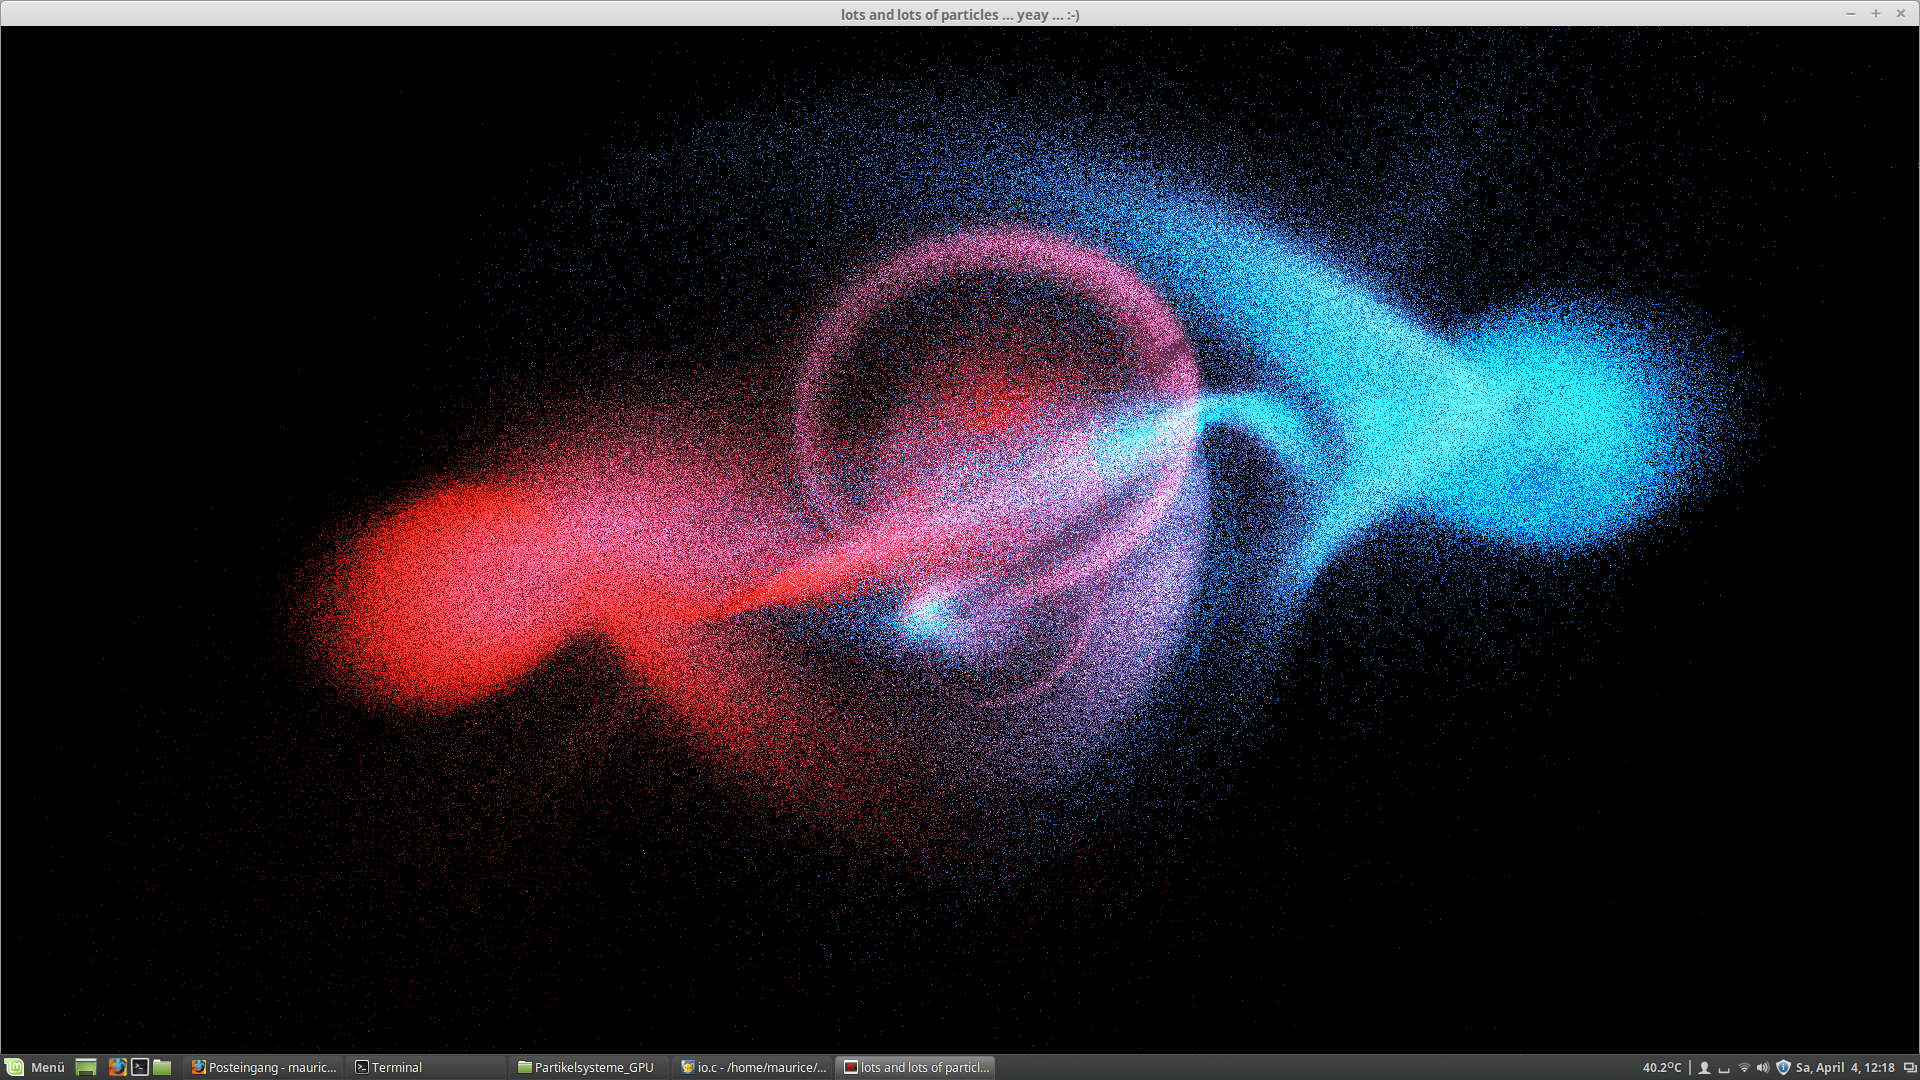 lots and lots of particles ... yeay ... :-)
Menü
Posteingang - mauric...
Terminal
Partikelsysteme_GPU
io.c - /home/maurice/...
lots and lots of particl...
40.2°C
Sa, April 4, 12:18